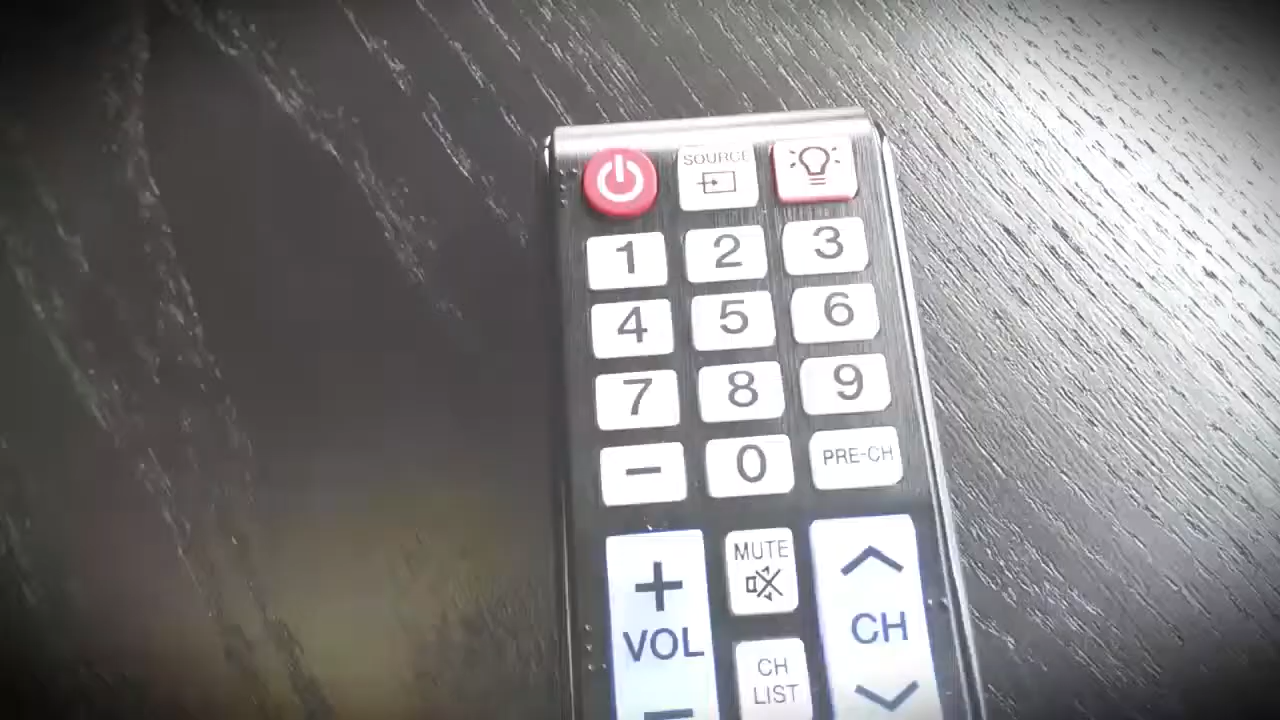 SOURCE
1 2 3
4 5 6
7 8 9
− 0 PRE-CH
+
VOL
−
MUTE
CH
LIST
CH